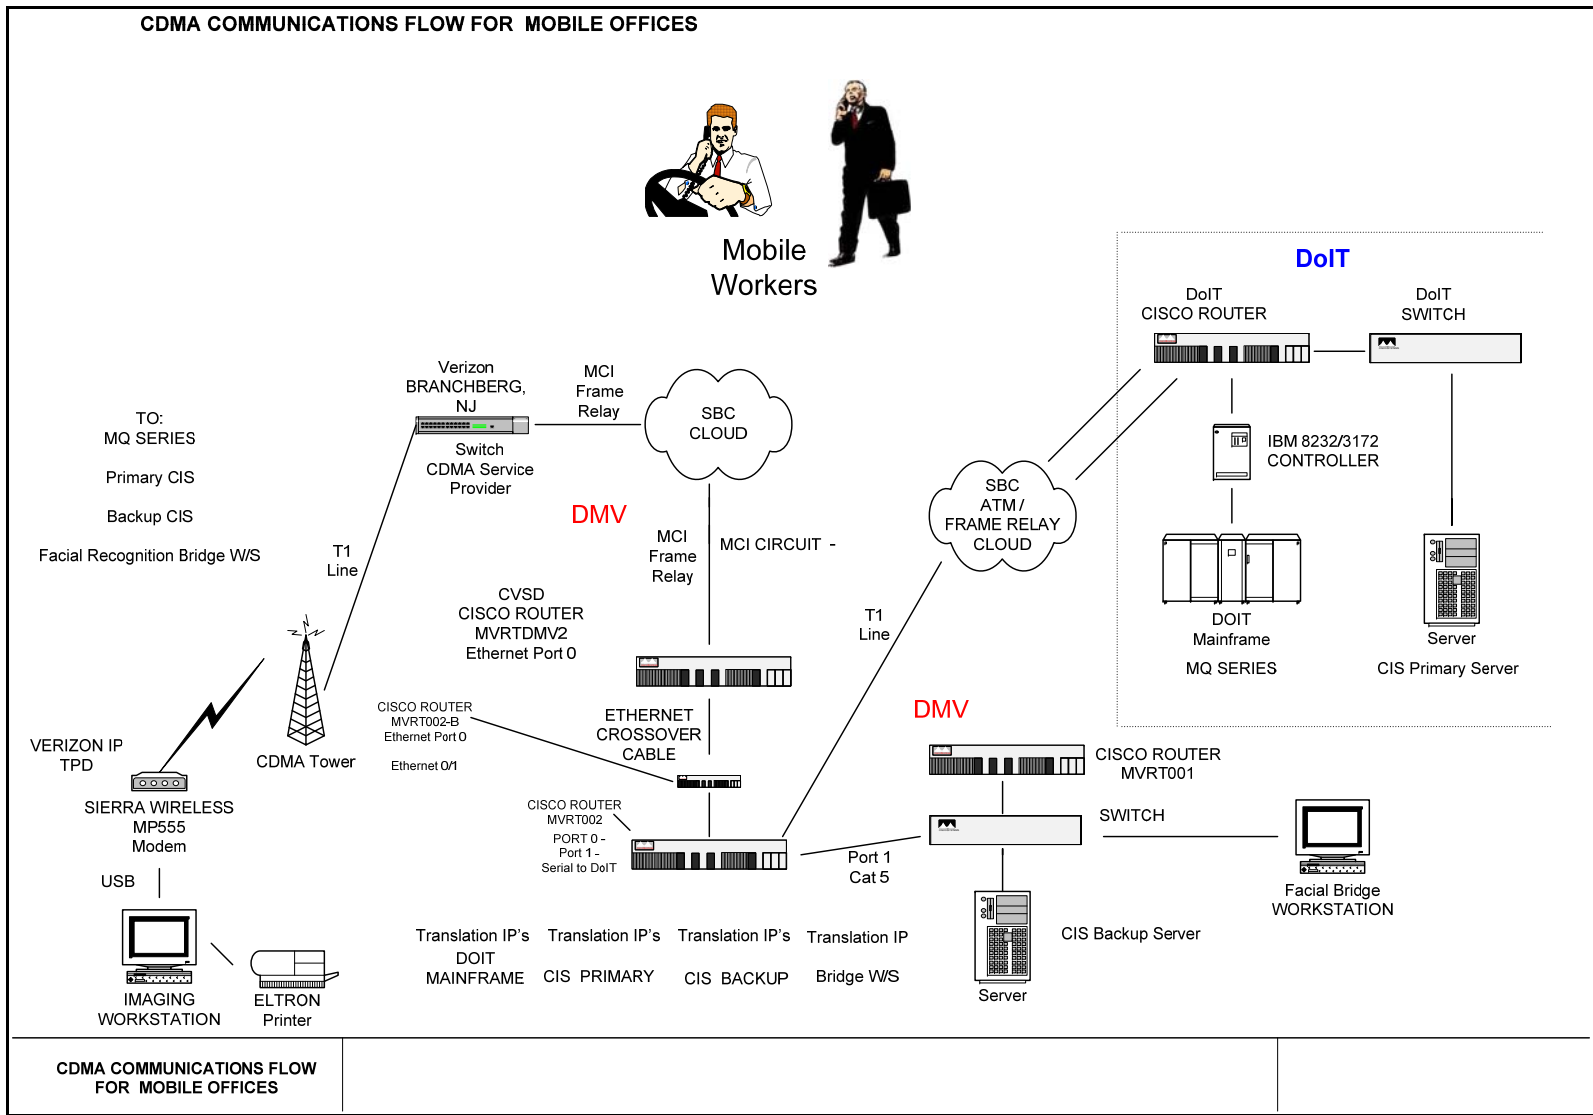 CDMA COMMUNICATIONS FLOW FOR  MOBILE OFFICES
Mobile
Workers
DoIT
DoIT
CISCO ROUTER
DoIT
SWITCH
Verizon
BRANCHBERG,
NJ
MCI
Frame
Relay
SBC
CLOUD
TO:
MQ SERIES
Primary CIS
Backup CIS
Facial Recognition Bridge W/S
Switch
CDMA Service
Provider
IBM 8232/3172
CONTROLLER
SBC
ATM /
FRAME RELAY
CLOUD
DMV
MCI
Frame
Relay
MCI CIRCUIT  -
T1
Line
CVSD
CISCO ROUTER
MVRTDMV2
Ethernet Port 0
T1
Line
DOIT
Mainframe
MQ SERIES
Server
CIS Primary Server
CISCO ROUTER
MVRT002-B
Ethernet Port 0
Ethernet 0/1
ETHERNET
CROSSOVER
CABLE
DMV
VERIZON IP
TPD
CDMA Tower
CISCO ROUTER
MVRT001
SIERRA WIRELESS
MP555
Modem
CISCO ROUTER
MVRT002
PORT 0 -
Port 1 -
Serial to DoIT
SWITCH
Port 1
Cat 5
USB
Facial Bridge
WORKSTATION
CIS Backup Server
Translation IP's
DOIT
MAINFRAME
Translation IP's
CIS  PRIMARY
Translation IP's
CIS  BACKUP
Translation IP
Bridge W/S
Server
IMAGING
WORKSTATION
ELTRON
Printer
CDMA COMMUNICATIONS FLOW
FOR  MOBILE OFFICES